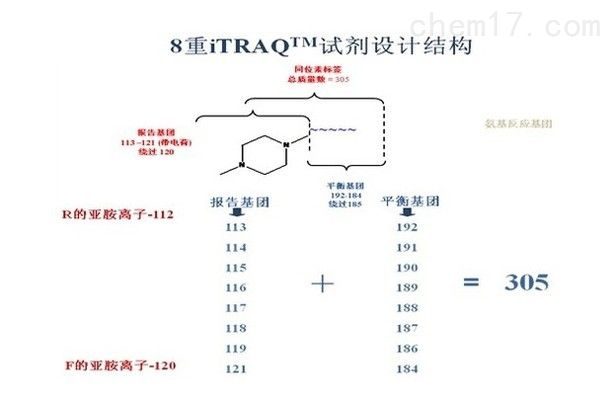 chem17.com
8重iTRAQ™试剂设计结构
同位素标签
总质量数 = 305
氨基反应基团
报告基团
113–121 (带电荷)
绕过 120
N
N
平衡基团
192-184
绕过185
报告基团 平衡基团
R的亚胺离子-112
113 192
114 191
115 190
116 189
+ = 305
117 188
118 187
119 186
F的亚胺离子-120
121 184